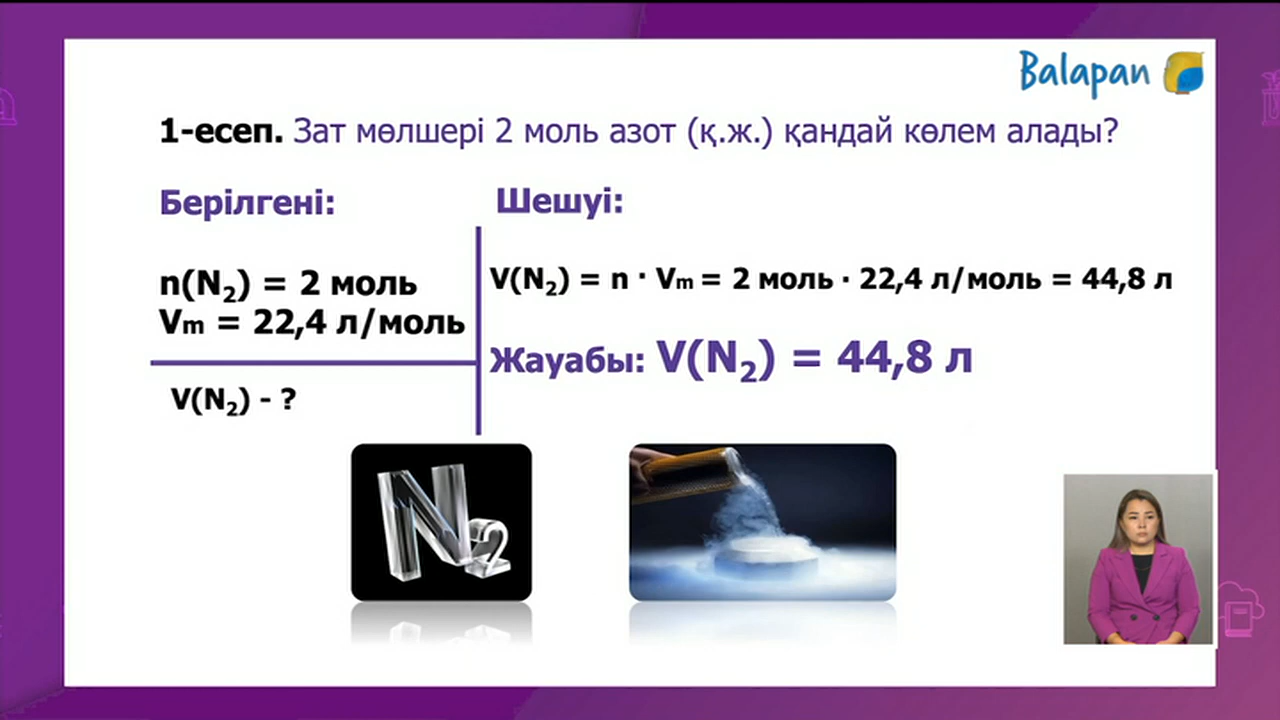 Balapan
1-есеп. Зат мөлшері 2 моль азот (қ.ж.) қандай көлем алады?
Берілгені:
n(N₂) = 2 моль
Vm = 22,4 л/моль
V(N₂) - ?
Шешуі:
V(N₂) = n · Vm = 2 моль · 22,4 л/моль = 44,8 л
Жауабы: V(N₂) = 44,8 л
N₂